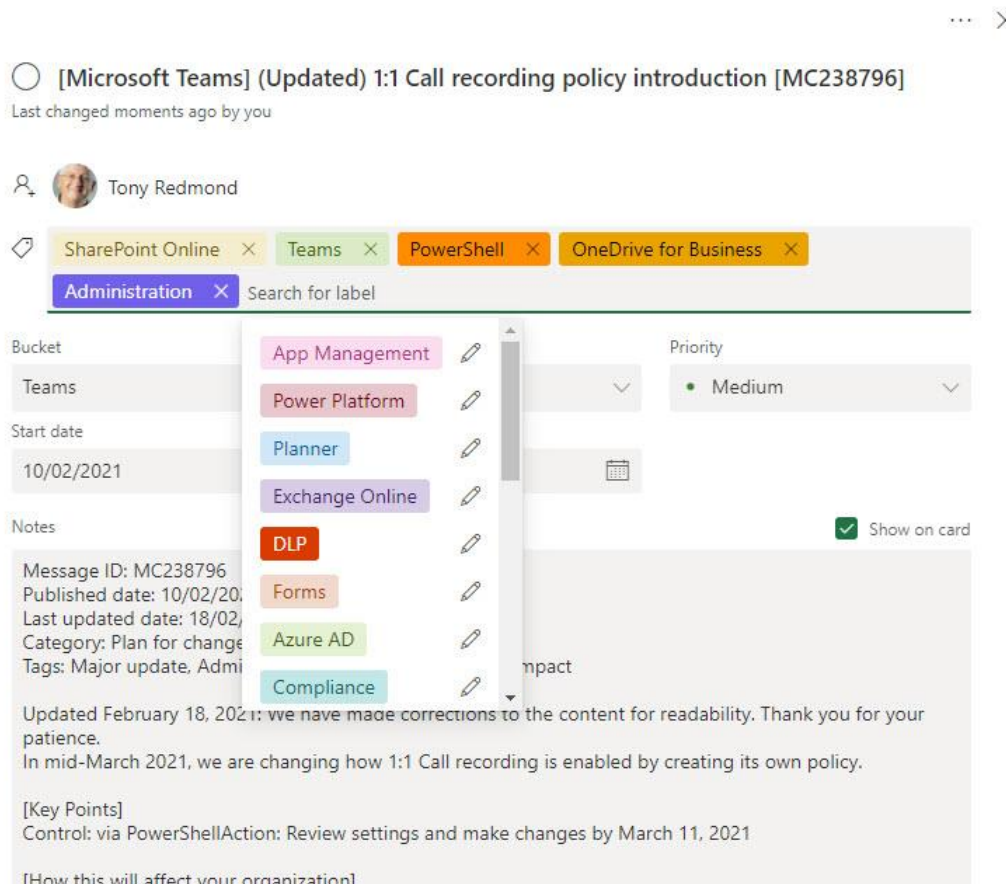 [Microsoft Teams] (Updated) 1:1 Call recording policy introduction [MC238796]
Last changed moments ago by you
Tony Redmond
SharePoint Online Teams PowerShell OneDrive for Business
Administration Search for label
Bucket
Priority
Teams
Medium
Start date
10/02/2021
App Management
Power Platform
Planner
Exchange Online
DLP
Forms
Azure AD
Compliance
Notes
Show on card
Message ID: MC238796
Published date: 10/02/20
Last updated date: 18/02/
Category: Plan for change
Tags: Major update, Admi mpact
Updated February 18, 2021: We have made corrections to the content for readability. Thank you for your
patience.
In mid-March 2021, we are changing how 1:1 Call recording is enabled by creating its own policy.
[Key Points]
Control: via PowerShellAction: Review settings and make changes by March 11, 2021
[How this will affect your organization]